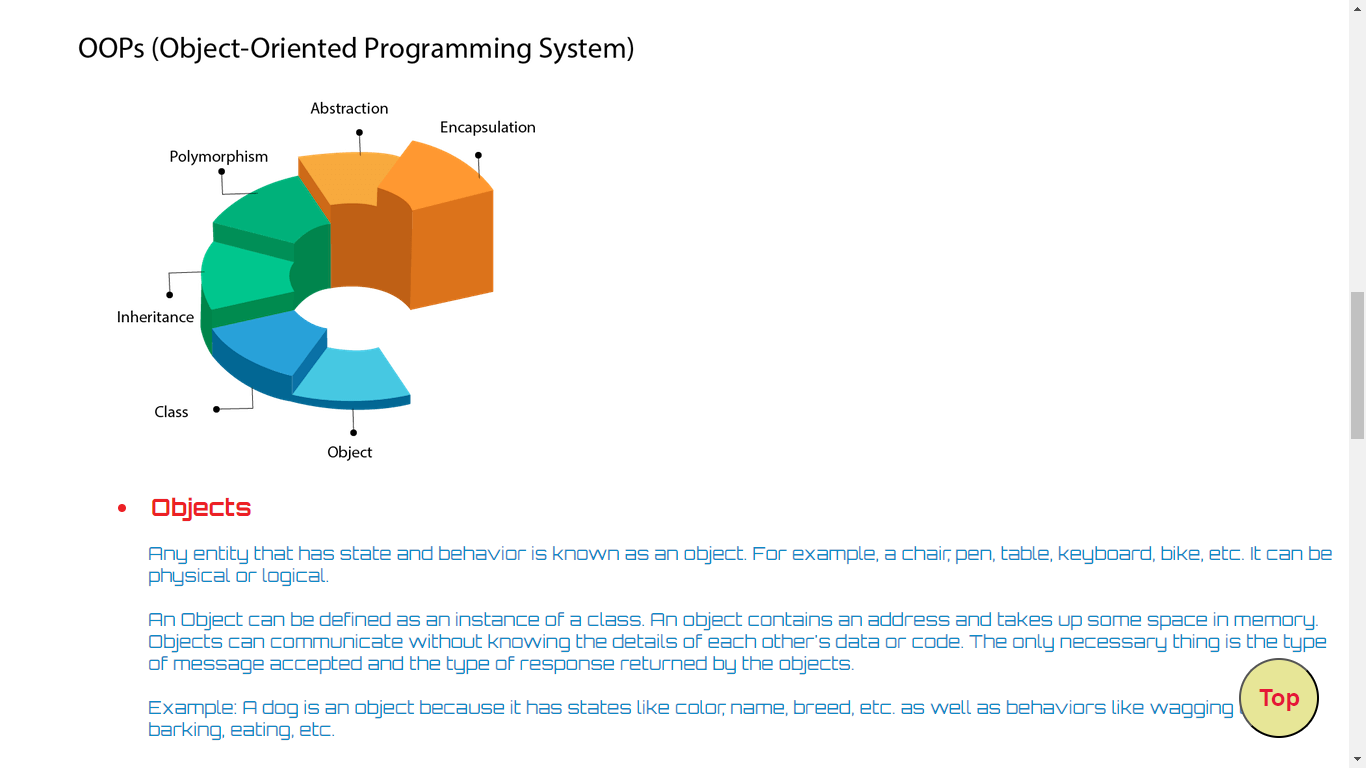 OOPs (Object-Oriented Programming System)
Abstraction
Encapsulation
Polymorphism
Inheritance
Class
Object
• Objects
Any entity that has state and behavior is known as an object. For example, a chair, pen, table, keyboard, bike, etc. It can be
physical or logical.
An Object can be defined as an instance of a class. An object contains an address and takes up some space in memory.
Objects can communicate without knowing the details of each other's data or code. The only necessary thing is the type
of message accepted and the type of response returned by the objects.
Example: A dog is an object because it has states like color, name, breed, etc. as well as behaviors like wagging
barking, eating, etc.
Top